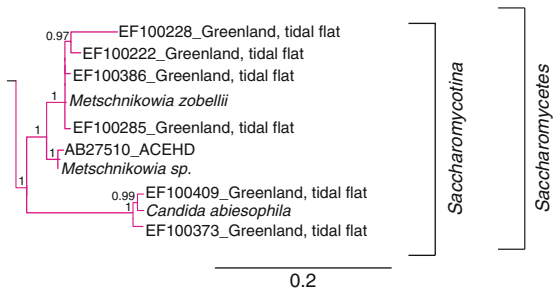 EF100228_Greenland, tidal flat
0.97
EF100222_Greenland, tidal flat
EF100386_Greenland, tidal flat
1
Metschnikowia zobellii
EF100285_Greenland, tidal flat
1
AB27510_ACEHD
1
Metschnikowia sp.
1
EF100409_Greenland, tidal flat
0.99
1
Candida abiesophila
EF100373_Greenland, tidal flat
Saccharomycotina
Saccharomycetes
0.2